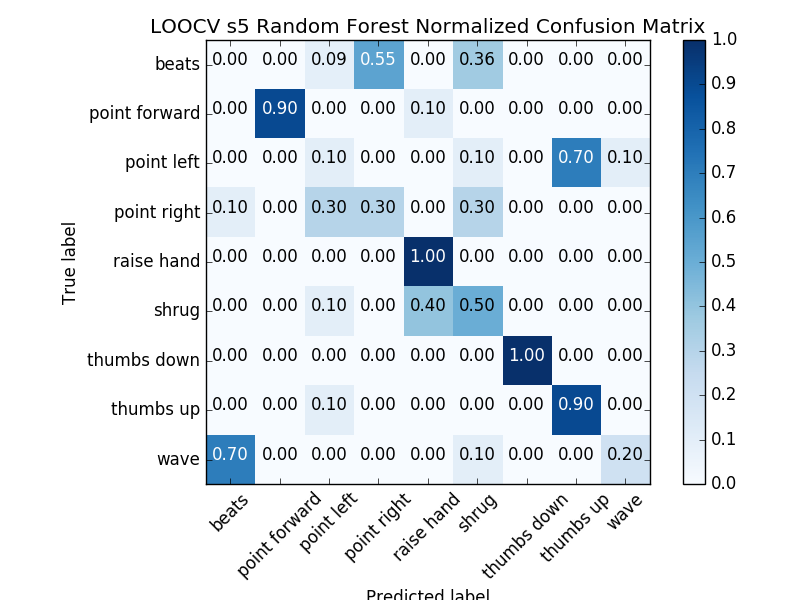 LOOCV s5 Random Forest Normalized Confusion Matrix
beats 0.00 0.00 0.09 0.55 0.00 0.36 0.00 0.00 0.00
point forward 0.00 0.90 0.00 0.00 0.10 0.00 0.00 0.00 0.00
point left 0.00 0.00 0.10 0.00 0.00 0.10 0.00 0.70 0.10
point right 0.10 0.00 0.30 0.30 0.00 0.30 0.00 0.00 0.00
raise hand 0.00 0.00 0.00 0.00 1.00 0.00 0.00 0.00 0.00
shrug 0.00 0.00 0.10 0.00 0.40 0.50 0.00 0.00 0.00
thumbs down 0.00 0.00 0.00 0.00 0.00 0.00 1.00 0.00 0.00
thumbs up 0.00 0.00 0.10 0.00 0.00 0.00 0.00 0.90 0.00
wave 0.70 0.00 0.00 0.00 0.00 0.10 0.00 0.00 0.20
beats point forward point left point right raise hand shrug thumbs down thumbs up wave
True label
Predicted label
1.0
0.9
0.8
0.7
0.6
0.5
0.4
0.3
0.2
0.1
0.0